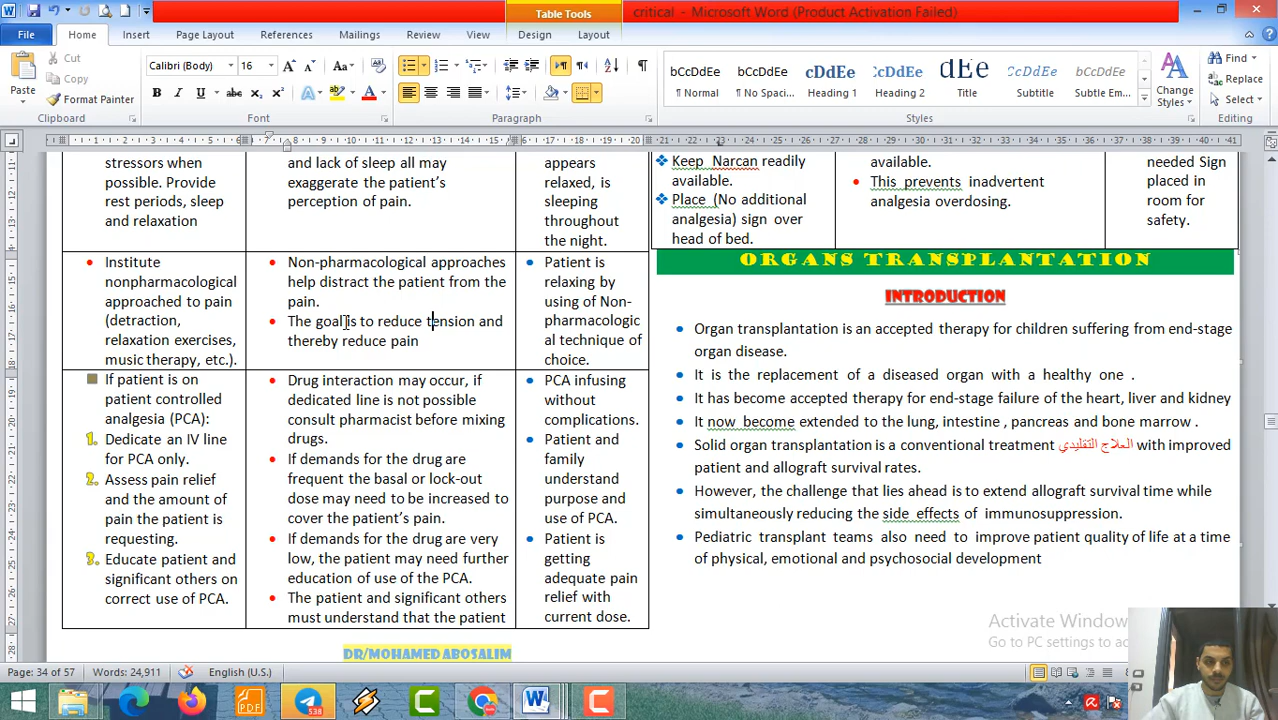 Table Tools
critical - Microsoft Word (Product Activation Failed)
File
Home
Insert
Page Layout
References
Mailings
Review
View
Design
Layout
Paste
Cut
Copy
Format Painter
Clipboard
Calibri (Body)
16
Font
Paragraph
¶ Normal
¶ No Spaci...
Heading 1
Heading 2
Title
Subtitle
Subtle Em...
Styles
Change
Styles
Find
Replace
Select
Editing
stressors when
possible. Provide
rest periods, sleep
and relaxation
and lack of sleep all may
exaggerate the patient's
perception of pain.
appears
relaxed, is
sleeping
throughout
the night.
Institute
nonpharmacological
approached to pain
(detraction,
relaxation exercises,
music therapy, etc.).
Non-pharmacological approaches
help distract the patient from the
pain.
The goal is to reduce tension and
thereby reduce pain
Patient is
relaxing by
using of Non-
pharmacologic
al technique of
choice.
If patient is on
patient controlled
analgesia (PCA):
1. Dedicate an IV line
for PCA only.
2. Assess pain relief
and the amount of
pain the patient is
requesting.
3. Educate patient and
significant others on
correct use of PCA.
Drug interaction may occur, if
dedicated line is not possible
consult pharmacist before mixing
drugs.
If demands for the drug are
frequent the basal or lock-out
dose may need to be increased to
cover the patient's pain.
If demands for the drug are very
low, the patient may need further
education of use of the PCA.
The patient and significant others
must understand that the patient
PCA infusing
without
complications.
Patient and
family
understand
purpose and
use of PCA.
Patient is
getting
adequate pain
relief with
current dose.
DR/MOHAMED ABOSALIM
Keep Narcan readily
available.
Place (No additional
analgesia) sign over
head of bed.
available.
This prevents inadvertent
analgesia overdosing.
needed Sign
placed in
room for
safety.
ORGANS TRANSPLANTATION
INTRODUCTION
Organ transplantation is an accepted therapy for children suffering from end-stage
organ disease.
It is the replacement of a diseased organ with a healthy one .
It has become accepted therapy for end-stage failure of the heart, liver and kidney
It now become extended to the lung, intestine , pancreas and bone marrow .
Solid organ transplantation is a conventional treatment العلاج التقليدي with improved
patient and allograft survival rates.
However, the challenge that lies ahead is to extend allograft survival time while
simultaneously reducing the side effects of immunosuppression.
Pediatric transplant teams also need to improve patient quality of life at a time
of physical, emotional and psychosocial development
Activate Window
Go to PC settings to ac
Page: 34 of 57
Words: 24,911
English (U.S.)